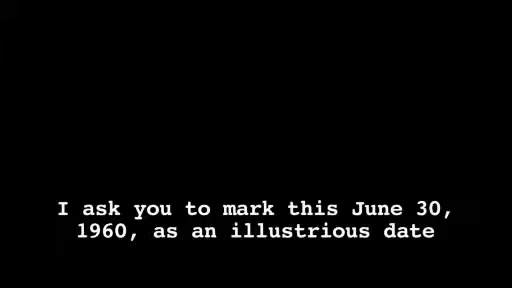 I ask you to mark this June 30,
1960, as an illustrious date